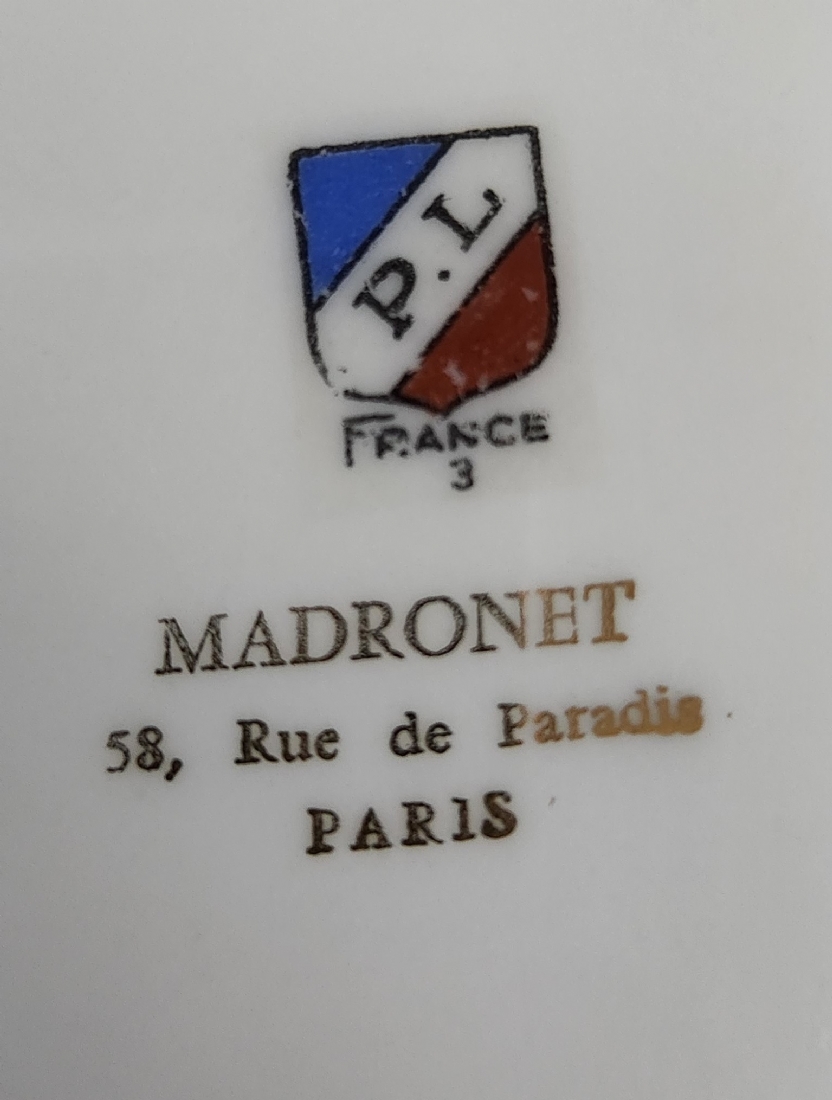 P.L
FRANCE
3
MADRONET
58, Rue de Paradis
PARIS